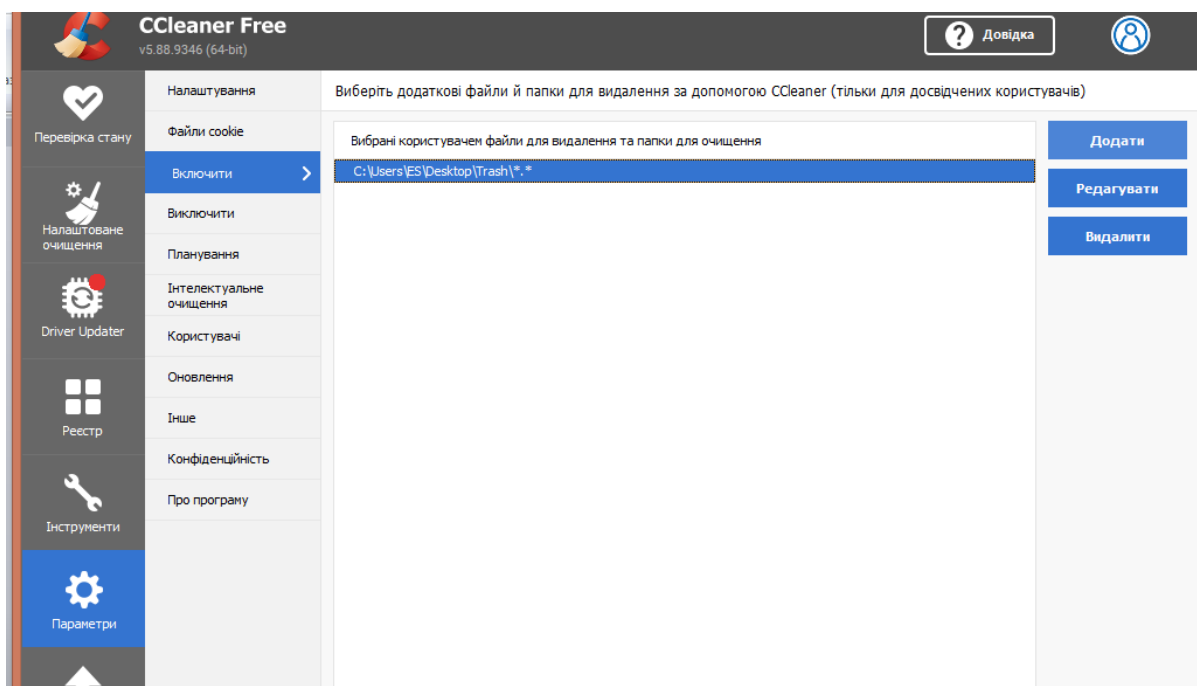 CCleaner Free
v5.88.9346 (64-bit)
Довідка
Перевірка стану
Налаштоване
очищення
Driver Updater
Реєстр
Інструменти
Параметри
Налаштування
Файли cookie
Включити
Виключити
Планування
Інтелектуальне
очищення
Користувачі
Оновлення
Інше
Конфіденційність
Про програму
Виберіть додаткові файли й папки для видалення за допомогою CCleaner (тільки для досвідчених користувачів)
Вибрані користувачем файли для видалення та папки для очищення
C:\Users\ES\Desktop\Trash\*.*
Додати
Редагувати
Видалити